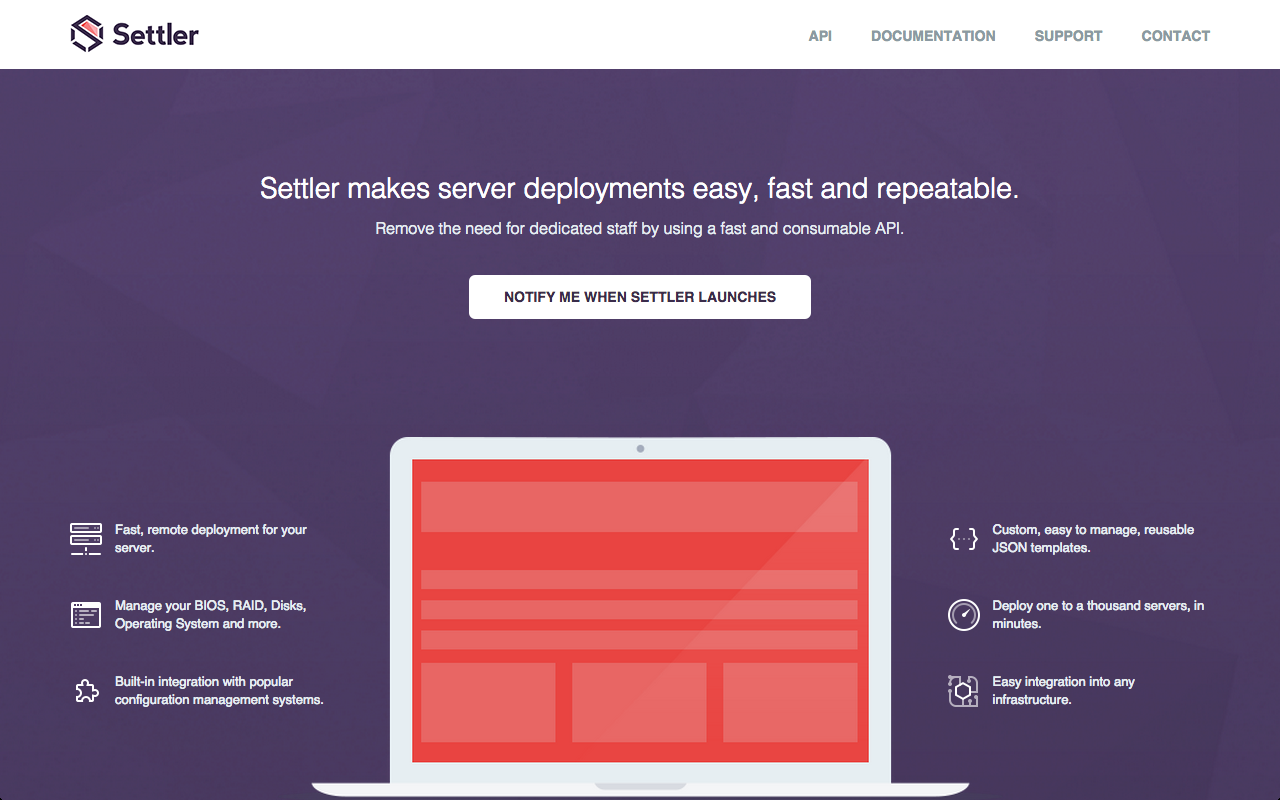 Settler
API
DOCUMENTATION
SUPPORT
CONTACT
Settler makes server deployments easy, fast and repeatable.
Remove the need for dedicated staff by using a fast and consumable API.
NOTIFY ME WHEN SETTLER LAUNCHES
Fast, remote deployment for your
server.
Manage your BIOS, RAID, Disks,
Operating System and more.
Built-in integration with popular
configuration management systems.
Custom, easy to manage, reusable
JSON templates.
Deploy one to a thousand servers, in
minutes.
Easy integration into any
infrastructure.